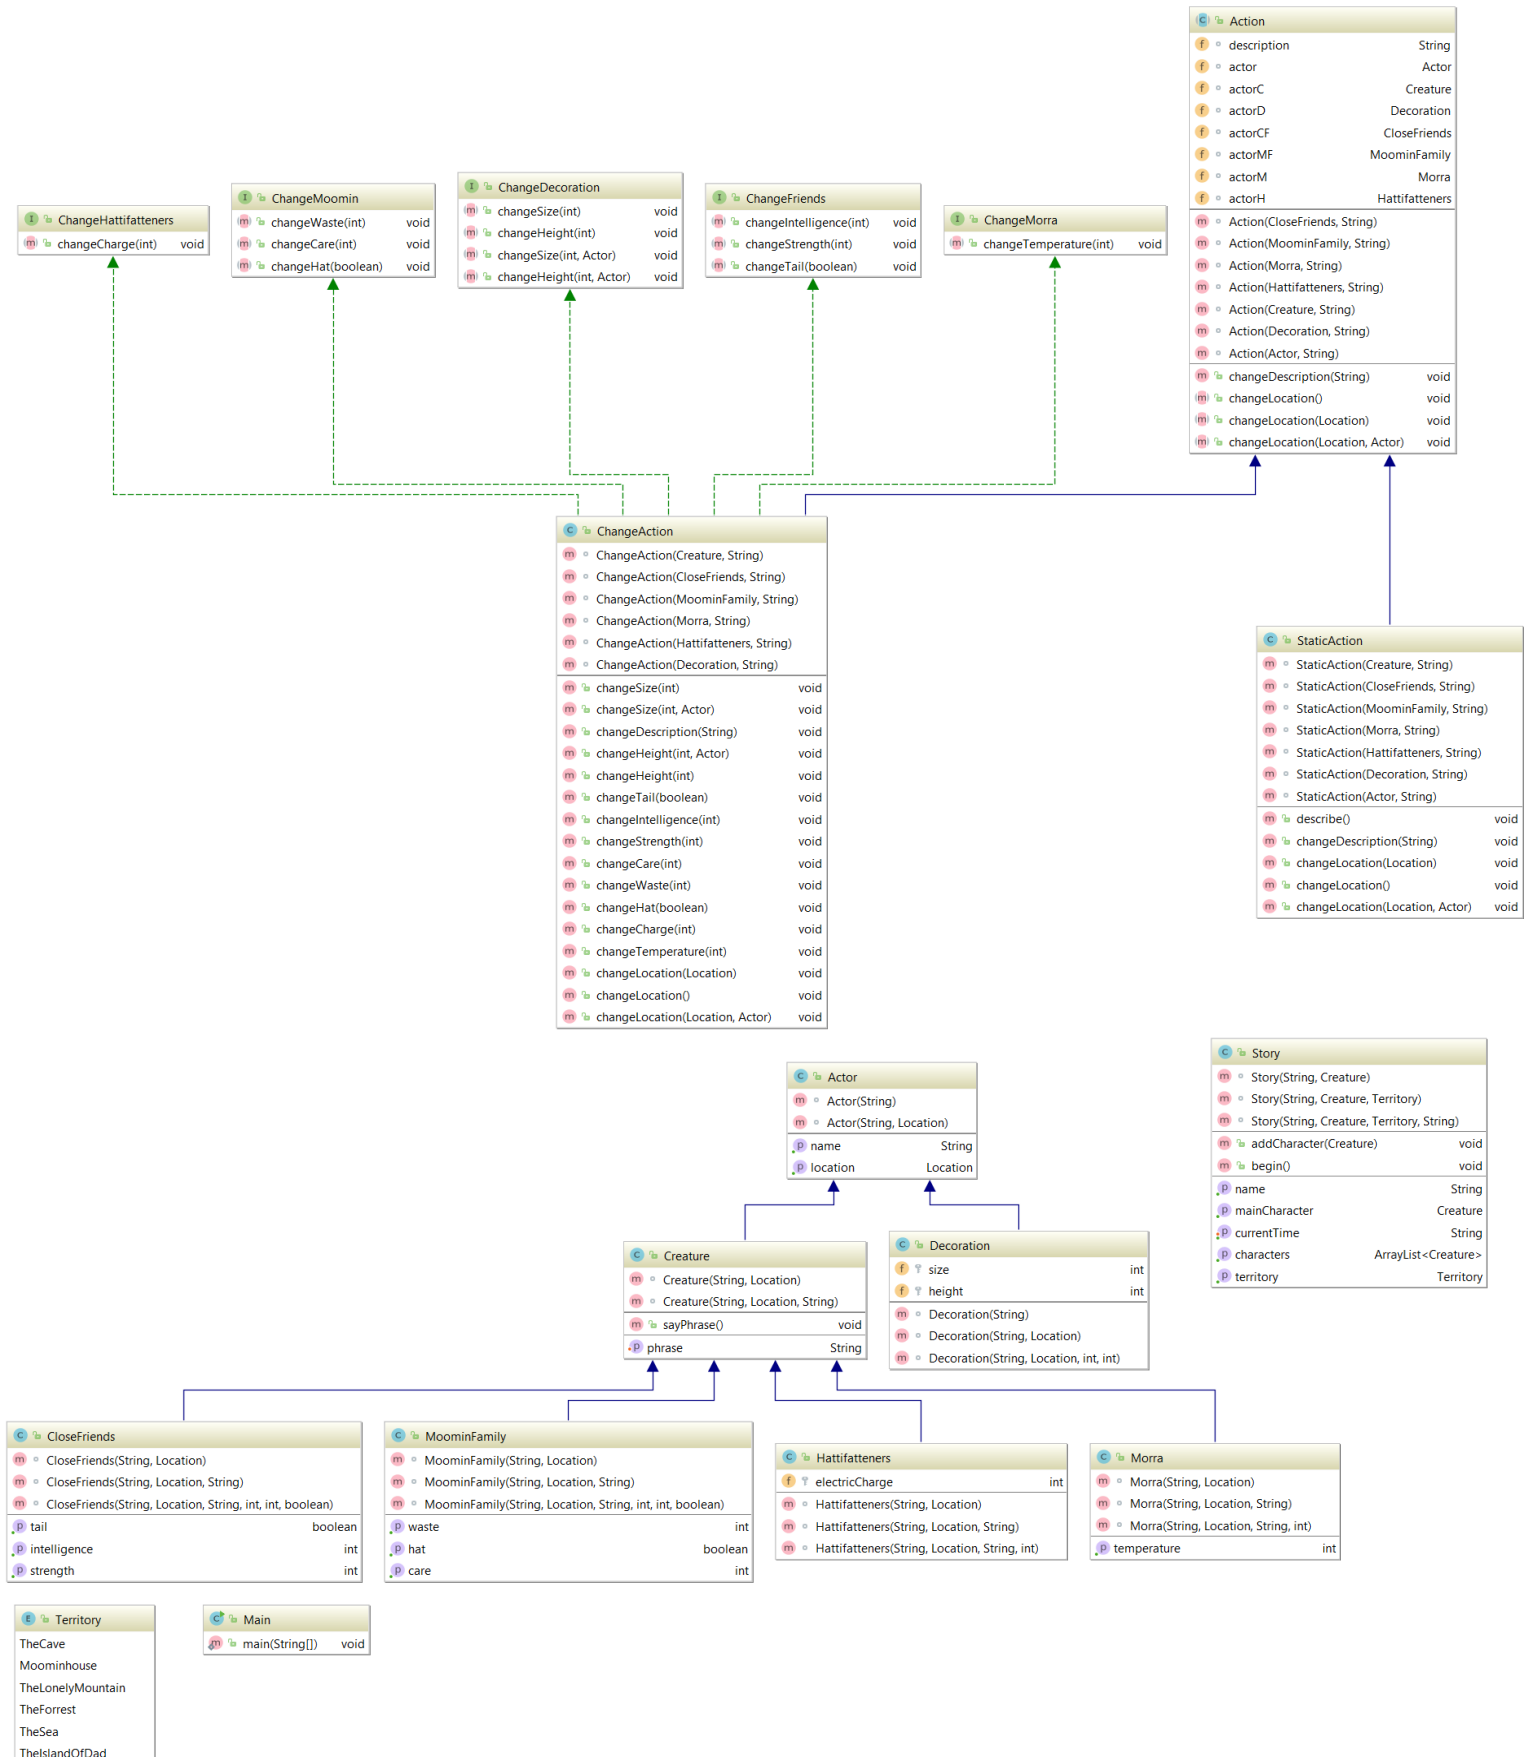 Action
description String
actor Actor
actorC Creature
actorD Decoration
actorCF CloseFriends
actorMF MoominFamily
actorM Morra
actorH Hattifatteners
Action(CloseFriends, String)
Action(MoominFamily, String)
Action(Morra, String)
Action(Hattifatteners, String)
Action(Creature, String)
Action(Decoration, String)
Action(Actor, String)
changeDescription(String) void
changeLocation() void
changeLocation(Location) void
changeLocation(Location, Actor) void
ChangeHattifatteners
changeCharge(int) void
ChangeMoomin
changeWaste(int) void
changeCare(int) void
changeHat(boolean) void
ChangeDecoration
changeSize(int) void
changeHeight(int) void
changeSize(int, Actor) void
changeHeight(int, Actor) void
ChangeFriends
changeIntelligence(int) void
changeStrength(int) void
changeTail(boolean) void
ChangeMorra
changeTemperature(int) void
ChangeAction
ChangeAction(Creature, String)
ChangeAction(CloseFriends, String)
ChangeAction(MoominFamily, String)
ChangeAction(Morra, String)
ChangeAction(Hattifatteners, String)
ChangeAction(Decoration, String)
changeSize(int) void
changeSize(int, Actor) void
changeDescription(String) void
changeHeight(int, Actor) void
changeHeight(int) void
changeTail(boolean) void
changeIntelligence(int) void
changeStrength(int) void
changeCare(int) void
changeWaste(int) void
changeHat(boolean) void
changeCharge(int) void
changeTemperature(int) void
changeLocation(Location) void
changeLocation() void
changeLocation(Location, Actor) void
StaticAction
StaticAction(Creature, String)
StaticAction(CloseFriends, String)
StaticAction(MoominFamily, String)
StaticAction(Morra, String)
StaticAction(Hattifatteners, String)
StaticAction(Decoration, String)
StaticAction(Actor, String)
describe() void
changeDescription(String) void
changeLocation(Location) void
changeLocation() void
changeLocation(Location, Actor) void
Actor
Actor(String)
Actor(String, Location)
name String
location Location
Story
Story(String, Creature)
Story(String, Creature, Territory)
Story(String, Creature, Territory, String)
addCharacter(Creature) void
begin() void
name String
mainCharacter Creature
currentTime String
characters ArrayList<Creature>
territory Territory
Creature
Creature(String, Location)
Creature(String, Location, String)
sayPhrase() void
phrase String
Decoration
size int
height int
Decoration(String)
Decoration(String, Location)
Decoration(String, Location, int, int)
CloseFriends
CloseFriends(String, Location)
CloseFriends(String, Location, String)
CloseFriends(String, Location, String, int, int, boolean)
tail boolean
intelligence int
strength int
MoominFamily
MoominFamily(String, Location)
MoominFamily(String, Location, String)
MoominFamily(String, Location, String, int, int, boolean)
waste int
hat boolean
care int
Hattifatteners
electricCharge int
Hattifatteners(String, Location)
Hattifatteners(String, Location, String)
Hattifatteners(String, Location, String, int)
Morra
Morra(String, Location)
Morra(String, Location, String)
Morra(String, Location, String, int)
temperature int
Territory
TheCave
Moominhouse
TheLonelyMountain
TheForrest
TheSea
TheIslandOfDad
Main
main(String[]) void